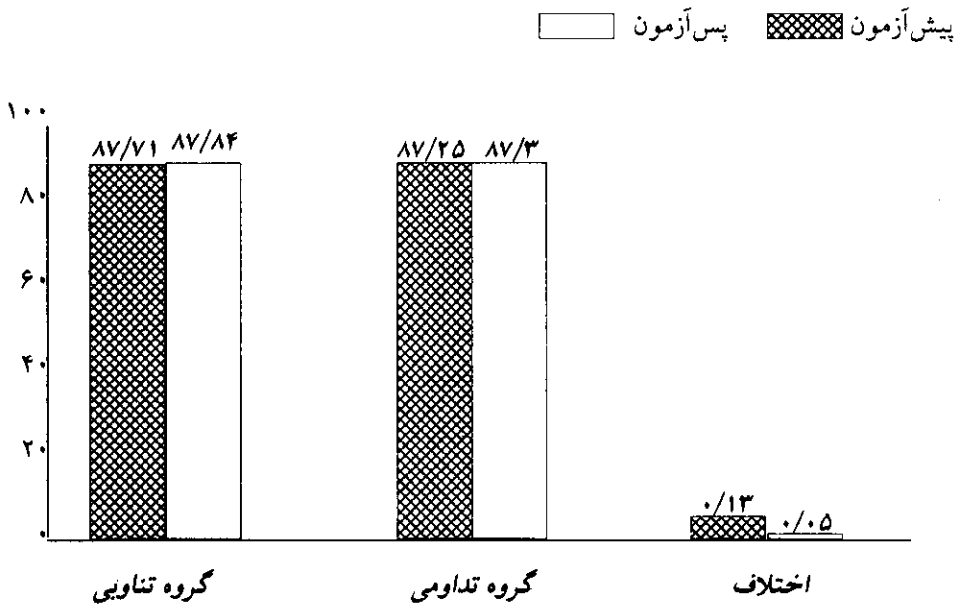 پیش‌آزمون پس‌آزمون
۱۰۰
۸۷/۷۱ ۸۷/۸۴ ۸۷/۲۵ ۸۷/۳
۸۰
۶۰
۴۰
۲۰
۰/۱۳ ۰/۰۵
۰
گروه تناوبی گروه تداومی اختلاف